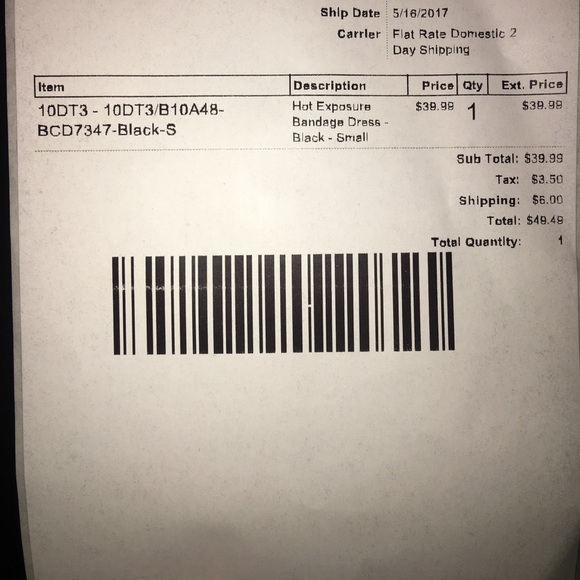 Ship Date 5/16/2017
Carrier Flat Rate Domestic 2
Day Shipping
Item Description Price Qty Ext. Price
10DT3 - 10DT3/B10A48- Hot Exposure $39.99 1 $39.99
BCD7347-Black-S Bandage Dress -
Black - Small
Sub Total: $39.99
Tax: $3.50
Shipping: $6.00
Total: $49.49
Total Quantity: 1